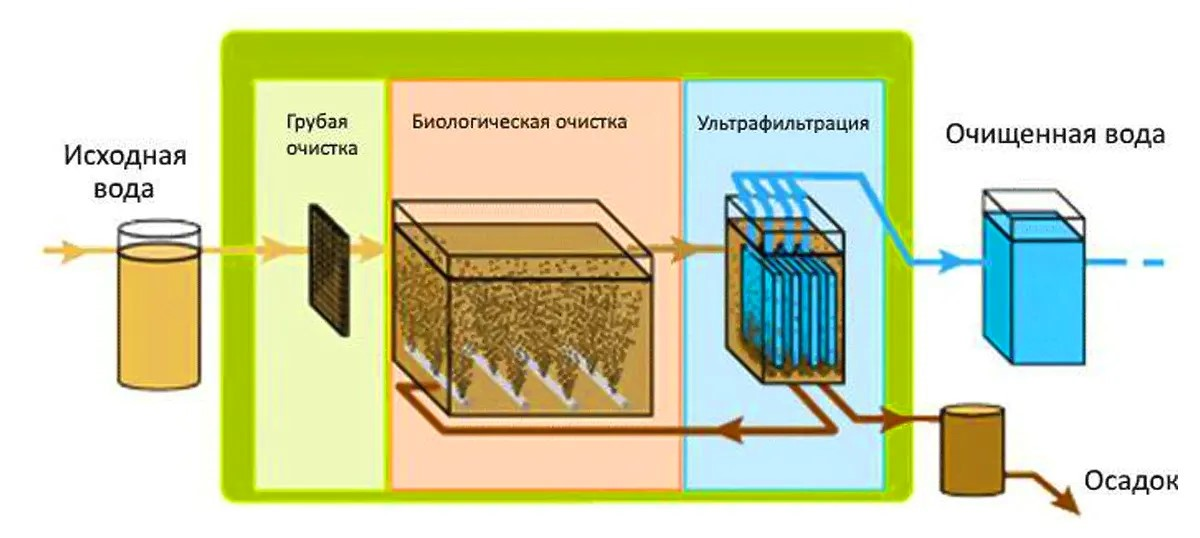 Исходная
вода
Грубая
очистка
Биологическая очистка
Ультрафильтрация
Очищенная вода
Осадок